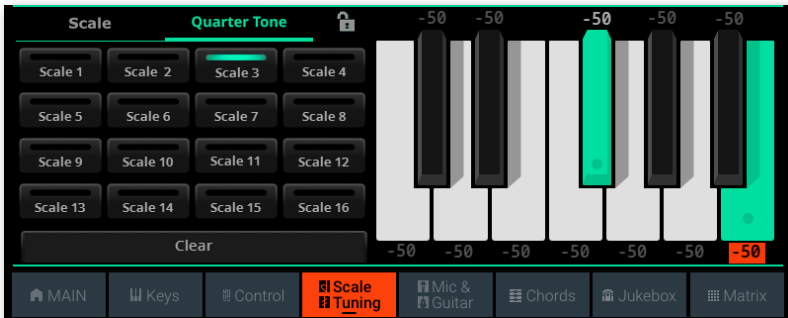 Scale Quarter Tone -50 -50 -50 -50 -50
Scale 1 Scale 2 Scale 3 Scale 4
Scale 5 Scale 6 Scale 7 Scale 8
Scale 9 Scale 10 Scale 11 Scale 12
Scale 13 Scale 14 Scale 15 Scale 16
Clear
-50 -50 -50 -50 -50 -50 -50
MAIN Keys Control Scale Tuning Mic & Guitar Chords Jukebox Matrix